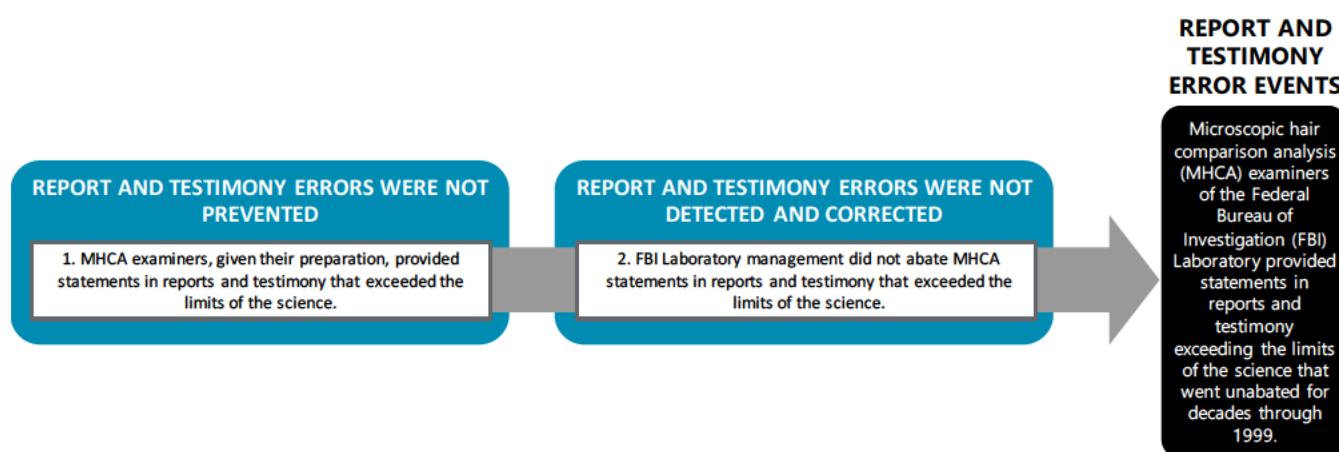 REPORT AND TESTIMONY ERRORS WERE NOT
PREVENTED
1. MHCA examiners, given their preparation, provided
statements in reports and testimony that exceeded the
limits of the science.
REPORT AND TESTIMONY ERRORS WERE NOT
DETECTED AND CORRECTED
2. FBI Laboratory management did not abate MHCA
statements in reports and testimony that exceeded the
limits of the science.
REPORT AND
TESTIMONY
ERROR EVENTS
Microscopic hair
comparison analysis
(MHCA) examiners
of the Federal
Bureau of
Investigation (FBI)
Laboratory provided
statements in
reports and
testimony
exceeding the limits
of the science that
went unabated for
decades through
1999.